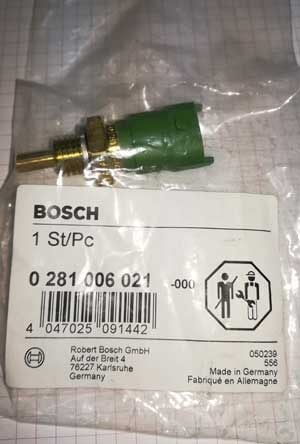 BOSCH
1 St/Pc
0 281 006 021 -000
4 047025 091442
Robert Bosch GmbH
Auf der Breit 4
76227 Karlsruhe
Germany
050239
556
Made in Germany
Fabriqué en Allemagne